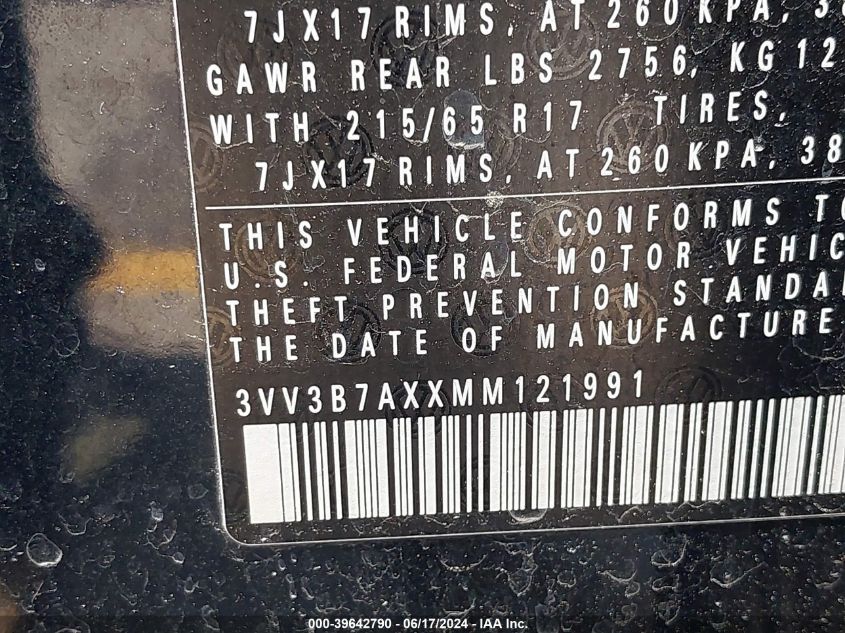 7JX17 RIMS, AT 260 KPA, 38
GAWR REAR LBS 2756, KG 12
WITH 215/65 R17 TIRES,
7JX17 RIMS, AT 260 KPA, 38
THIS VEHICLE CONFORMS TO
U.S. FEDERAL MOTOR VEHIC
THEFT PREVENTION STANDA
THE DATE OF MANUFACTURE
3VV3B7AXXMM121991
000-39642790 - 06/17/2024 - IAA Inc.